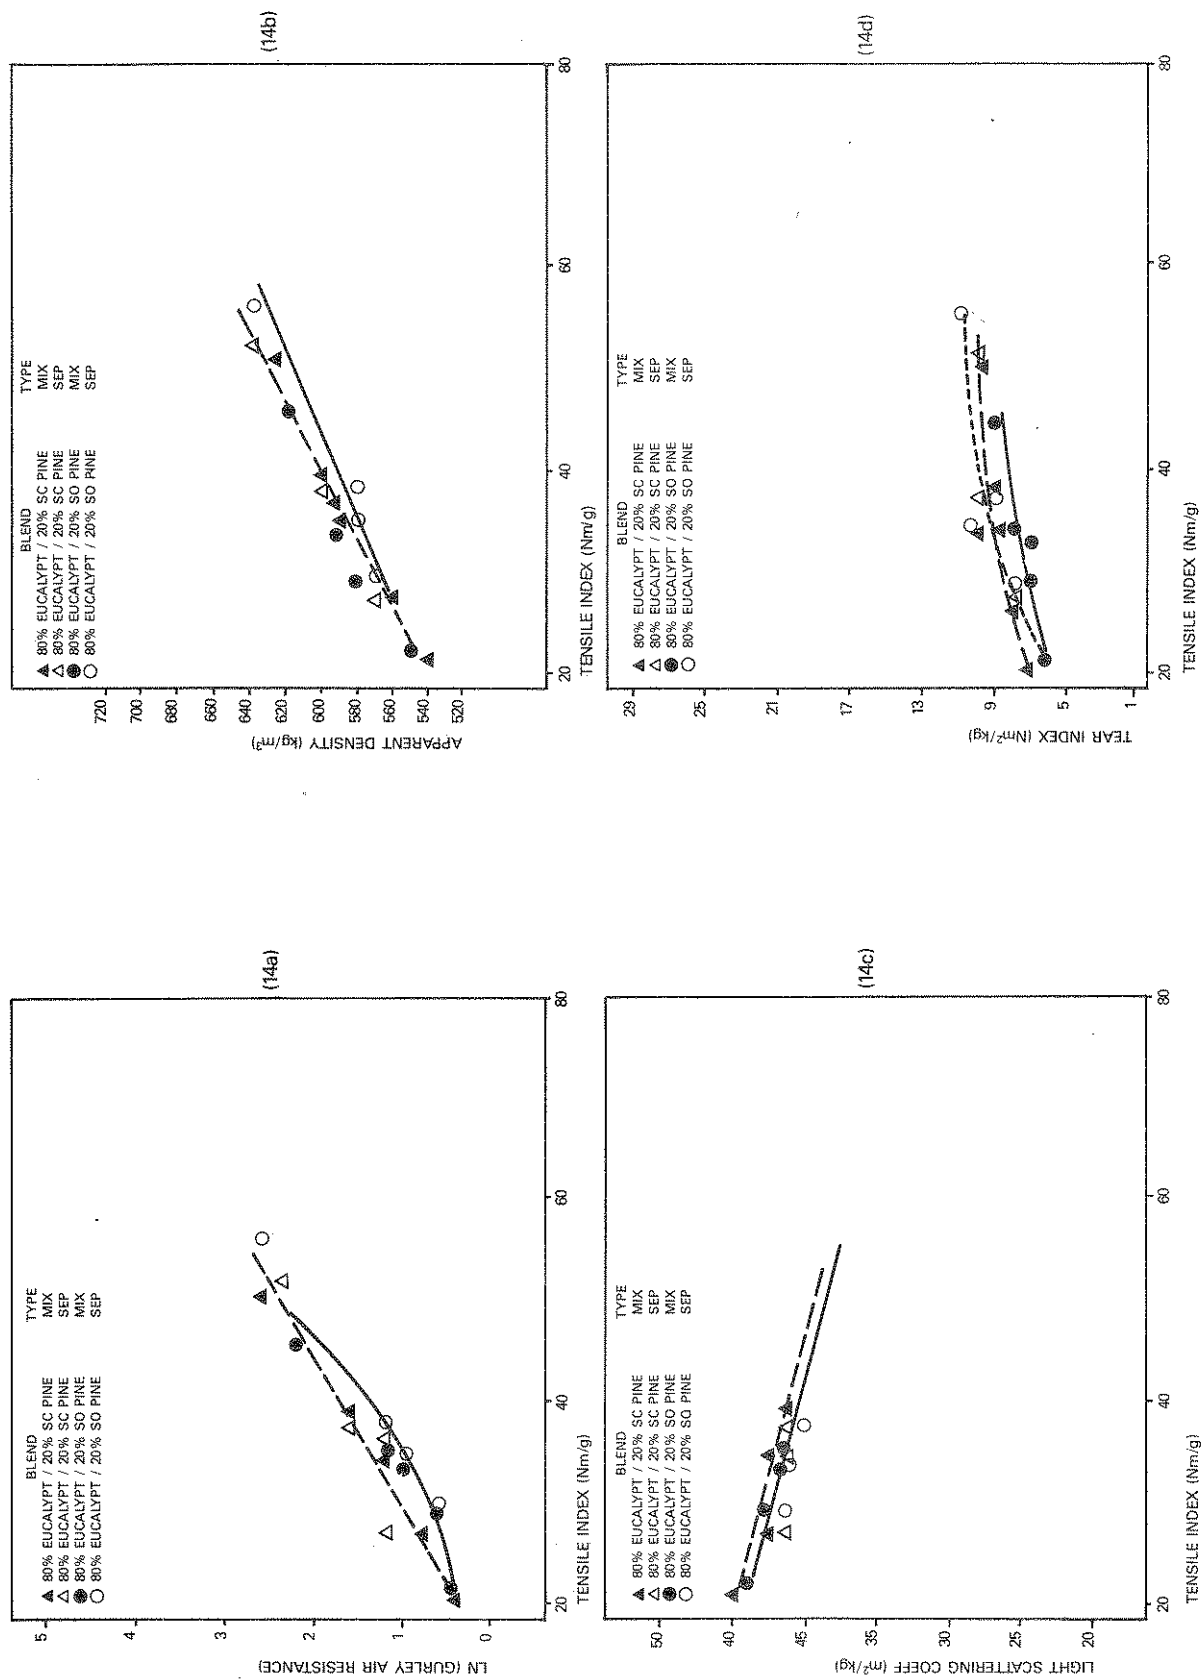 (14a)
BLEND TYPE
80% EUCALYPT / 20% SC PINE MIX
80% EUCALYPT / 20% SC PINE SEP
80% EUCALYPT / 20% SO PINE MIX
80% EUCALYPT / 20% SO PINE SEP
LN (GURLEY AIR RESISTANCE)
5
4
3
2
1
0
20 40 60 80
TENSILE INDEX (Nm/g)
(14b)
BLEND TYPE
80% EUCALYPT / 20% SC PINE MIX
80% EUCALYPT / 20% SC PINE SEP
80% EUCALYPT / 20% SO PINE MIX
80% EUCALYPT / 20% SO PINE SEP
APPARENT DENSITY (kg/m³)
720
700
680
660
640
620
600
580
560
540
520
20 40 60 80
TENSILE INDEX (Nm/g)
(14c)
BLEND TYPE
80% EUCALYPT / 20% SC PINE MIX
80% EUCALYPT / 20% SC PINE SEP
80% EUCALYPT / 20% SO PINE MIX
80% EUCALYPT / 20% SO PINE SEP
LIGHT SCATTERING COEFF (m²/kg)
50
40
45
35
30
25
20
20 40 60 80
TENSILE INDEX (Nm/g)
(14d)
BLEND TYPE
80% EUCALYPT / 20% SC PINE MIX
80% EUCALYPT / 20% SC PINE SEP
80% EUCALYPT / 20% SO PINE MIX
80% EUCALYPT / 20% SO PINE SEP
TEAR INDEX (Nm²/kg)
29
25
21
17
13
9
5
1
20 40 60 80
TENSILE INDEX (Nm/g)